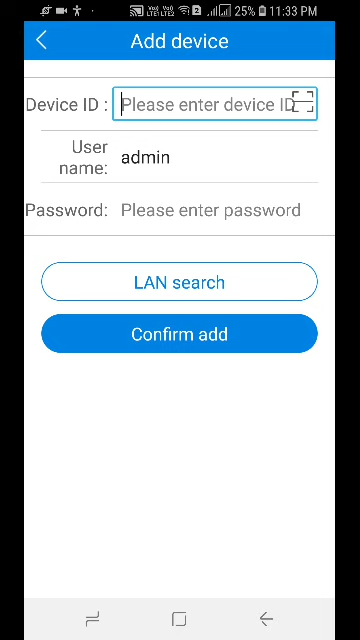 25% 11:33 PM
Add device
Device ID : Please enter device ID
User name: admin
Password: Please enter password
LAN search
Confirm add